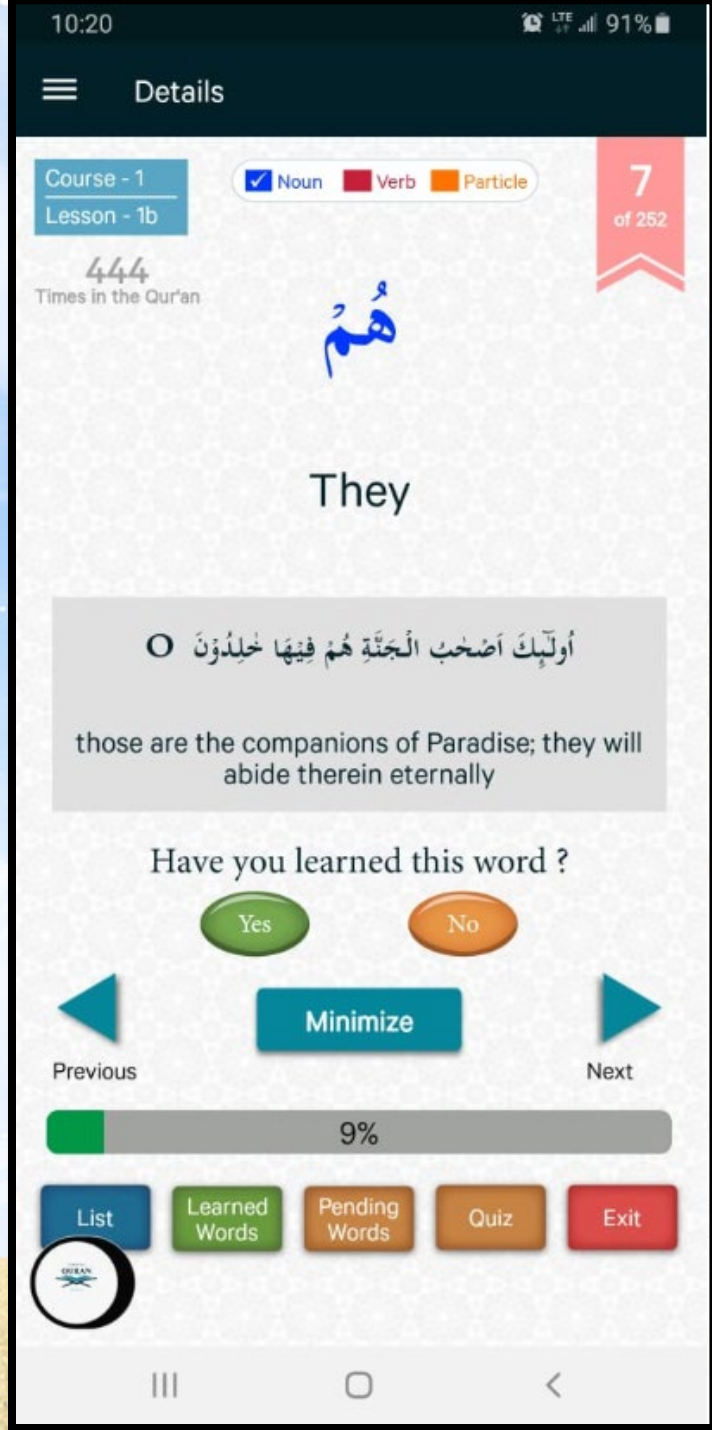 10:20 LTE 91%
Details
Course - 1
Lesson - 1b
Noun Verb Particle
7
of 252
444
Times in the Qur'an
هُمْ
They
اُولٰٓئِكَ اَصْحٰبُ الْجَنَّةِ هُمْ فِيْهَا خٰلِدُوْنَ O
those are the companions of Paradise; they will
abide therein eternally
Have you learned this word ?
Yes No
Minimize
Previous Next
9%
List
Learned
Words
Pending
Words
Quiz
Exit
QURAN